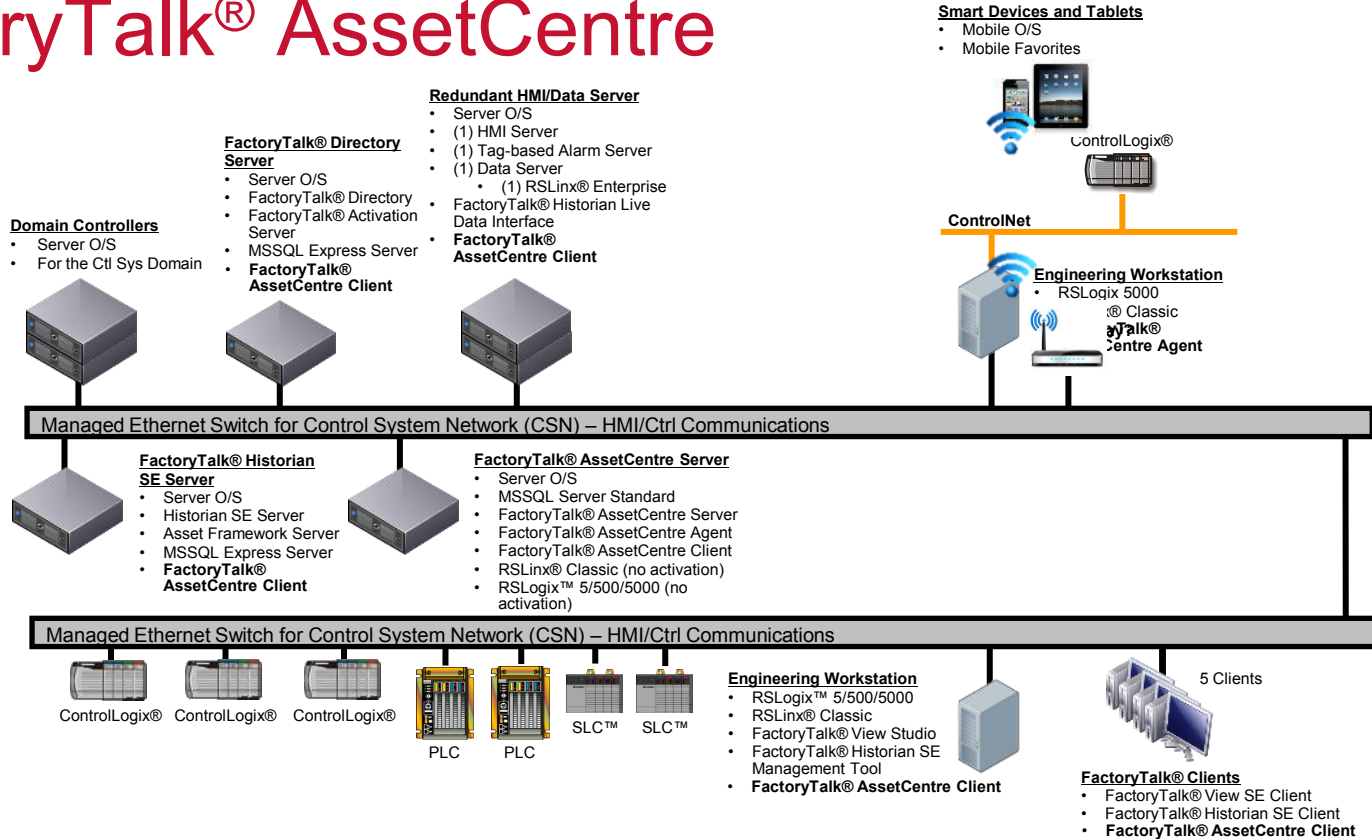 ryTalk® AssetCentre
Smart Devices and Tablets
• Mobile O/S
• Mobile Favorites
Redundant HMI/Data Server
• Server O/S
• (1) HMI Server
• (1) Tag-based Alarm Server
• (1) Data Server
• (1) RSLinx® Enterprise
• FactoryTalk® Historian Live
Data Interface
• FactoryTalk®
AssetCentre Client
FactoryTalk® Directory
Server
• Server O/S
• FactoryTalk® Directory
• FactoryTalk® Activation
Server
• MSSQL Express Server
• FactoryTalk®
AssetCentre Client
Domain Controllers
• Server O/S
• For the Ctl Sys Domain
ControlLogix®
ControlNet
Engineering Workstation
• RSLogix 5000
® Classic
yTalk®
Centre Agent
Managed Ethernet Switch for Control System Network (CSN) – HMI/Ctrl Communications
FactoryTalk® Historian
SE Server
• Server O/S
• Historian SE Server
• Asset Framework Server
• MSSQL Express Server
• FactoryTalk®
AssetCentre Client
FactoryTalk® AssetCentre Server
• Server O/S
• MSSQL Server Standard
• FactoryTalk® AssetCentre Server
• FactoryTalk® AssetCentre Agent
• FactoryTalk® AssetCentre Client
• RSLinx® Classic (no activation)
• RSLogix™ 5/500/5000 (no
activation)
Managed Ethernet Switch for Control System Network (CSN) – HMI/Ctrl Communications
ControlLogix®
ControlLogix®
ControlLogix®
PLC
PLC
SLC™
SLC™
Engineering Workstation
• RSLogix™ 5/500/5000
• RSLinx® Classic
• FactoryTalk® View Studio
• FactoryTalk® Historian SE
Management Tool
• FactoryTalk® AssetCentre Client
5 Clients
FactoryTalk® Clients
• FactoryTalk® View SE Client
• FactoryTalk® Historian SE Client
• FactoryTalk® AssetCentre Client